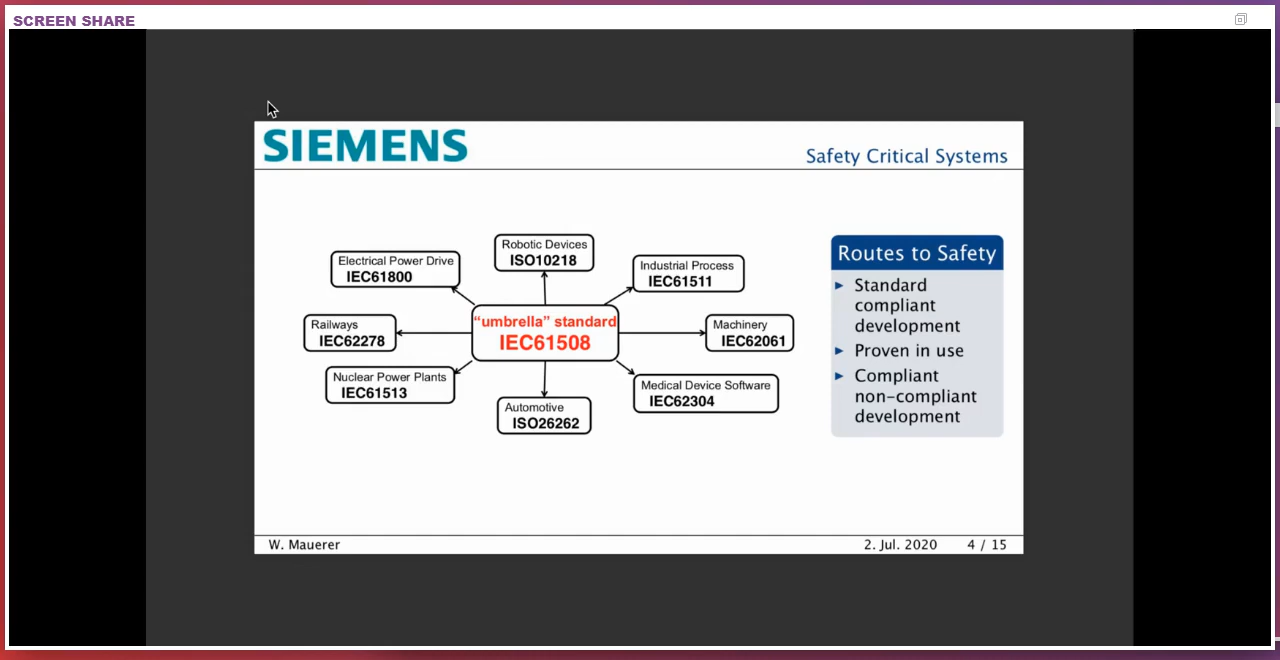 SCREEN SHARE
SIEMENS
Safety Critical Systems
Robotic Devices
ISO10218
Electrical Power Drive
IEC61800
Industrial Process
IEC61511
"umbrella" standard
IEC61508
Railways
IEC62278
Machinery
IEC62061
Nuclear Power Plants
IEC61513
Medical Device Software
IEC62304
Automotive
ISO26262
Routes to Safety
Standard
compliant
development
Proven in use
Compliant
non-compliant
development
W. Mauerer
2. Jul. 2020
4 / 15